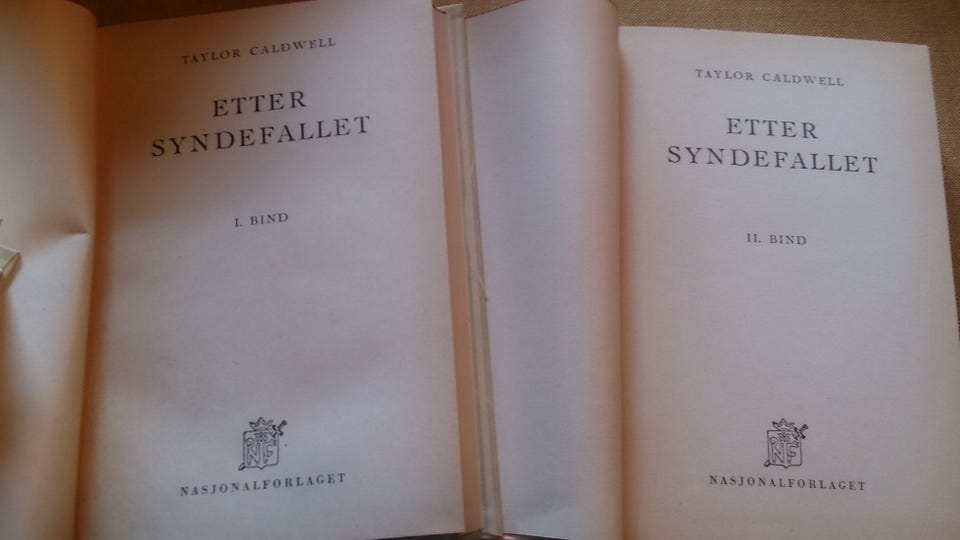 TAYLOR CALDWELL
ETTER
SYNDEFALLET
I. BIND
NASJONALFORLAGET
TAYLOR CALDWELL
ETTER
SYNDEFALLET
II. BIND
NASJONALFORLAGET